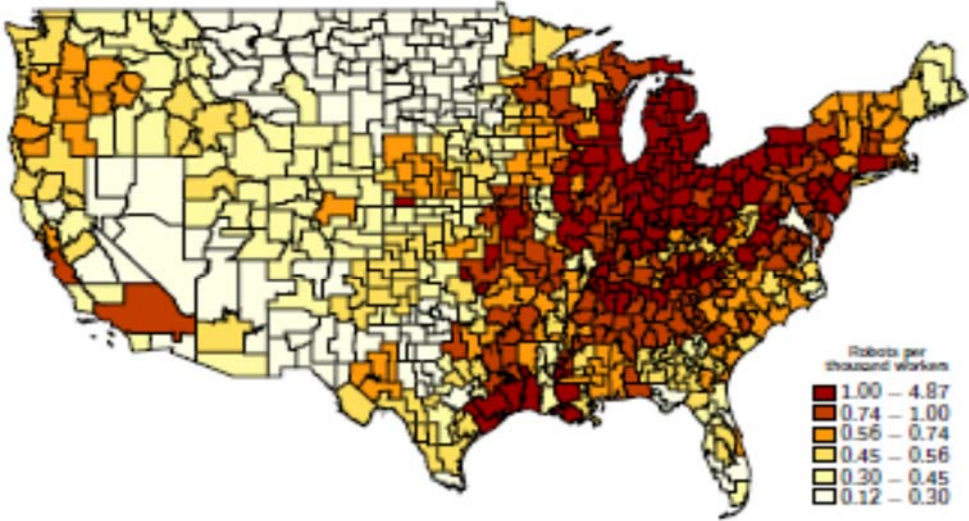 Robots per
thousand workers
1.00 – 4.87
0.74 – 1.00
0.56 – 0.74
0.45 – 0.56
0.30 – 0.45
0.12 – 0.30